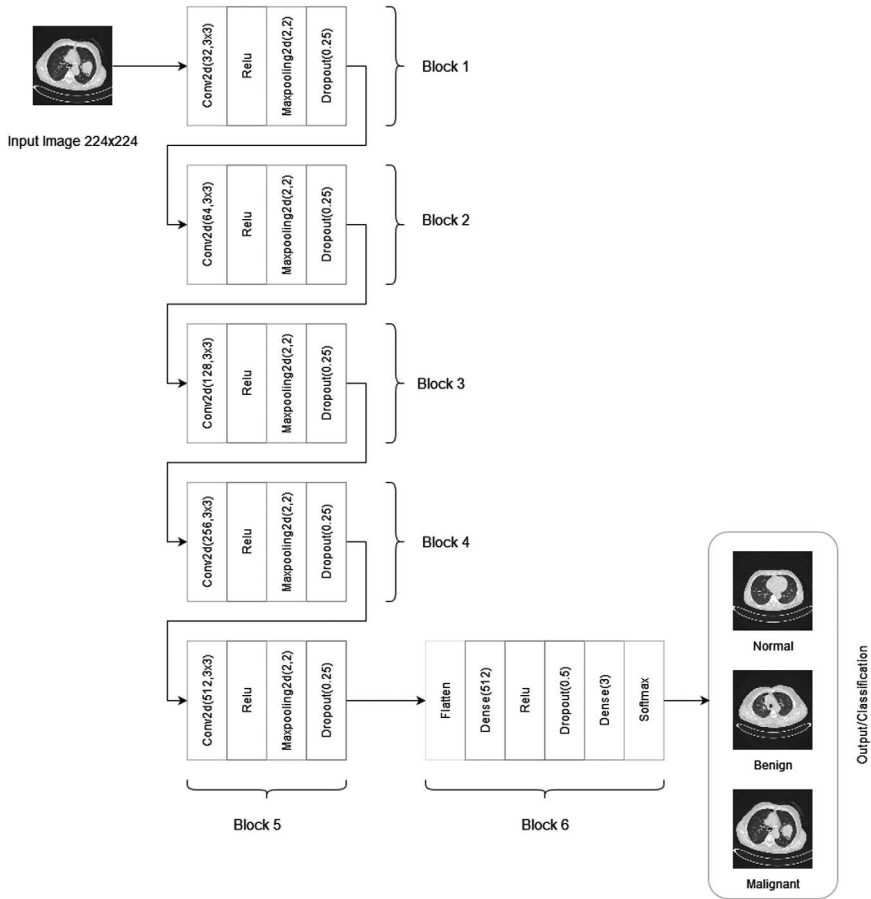 Input Image 224x224
Conv2d(32,3x3)
Relu
Maxpooling2d(2,2)
Dropout(0.25)
Block 1
Conv2d(64,3x3)
Relu
Maxpooling2d(2,2)
Dropout(0.25)
Block 2
Conv2d(128,3x3)
Relu
Maxpooling2d(2,2)
Dropout(0.25)
Block 3
Conv2d(256,3x3)
Relu
Maxpooling2d(2,2)
Dropout(0.25)
Block 4
Conv2d(512,3x3)
Relu
Maxpooling2d(2,2)
Dropout(0.25)
Block 5
Flatten
Dense(512)
Relu
Dropout(0.5)
Dense(3)
Softmax
Block 6
Normal
Benign
Malignant
Output/Classification